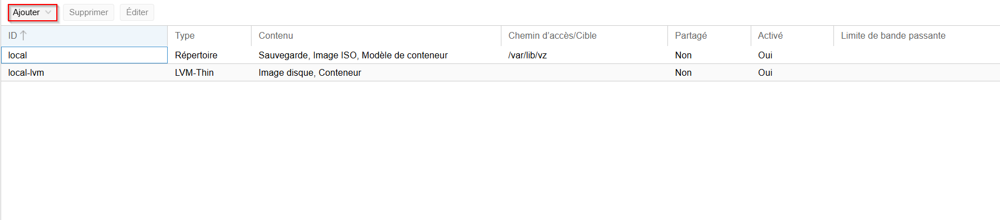 Ajouter Supprimer Éditer
ID Type Contenu Chemin d’accès/Cible Partagé Activé Limite de bande passante
local Répertoire Sauvegarde, Image ISO, Modèle de conteneur /var/lib/vz Non Oui
local-lvm LVM-Thin Image disque, Conteneur Non Oui